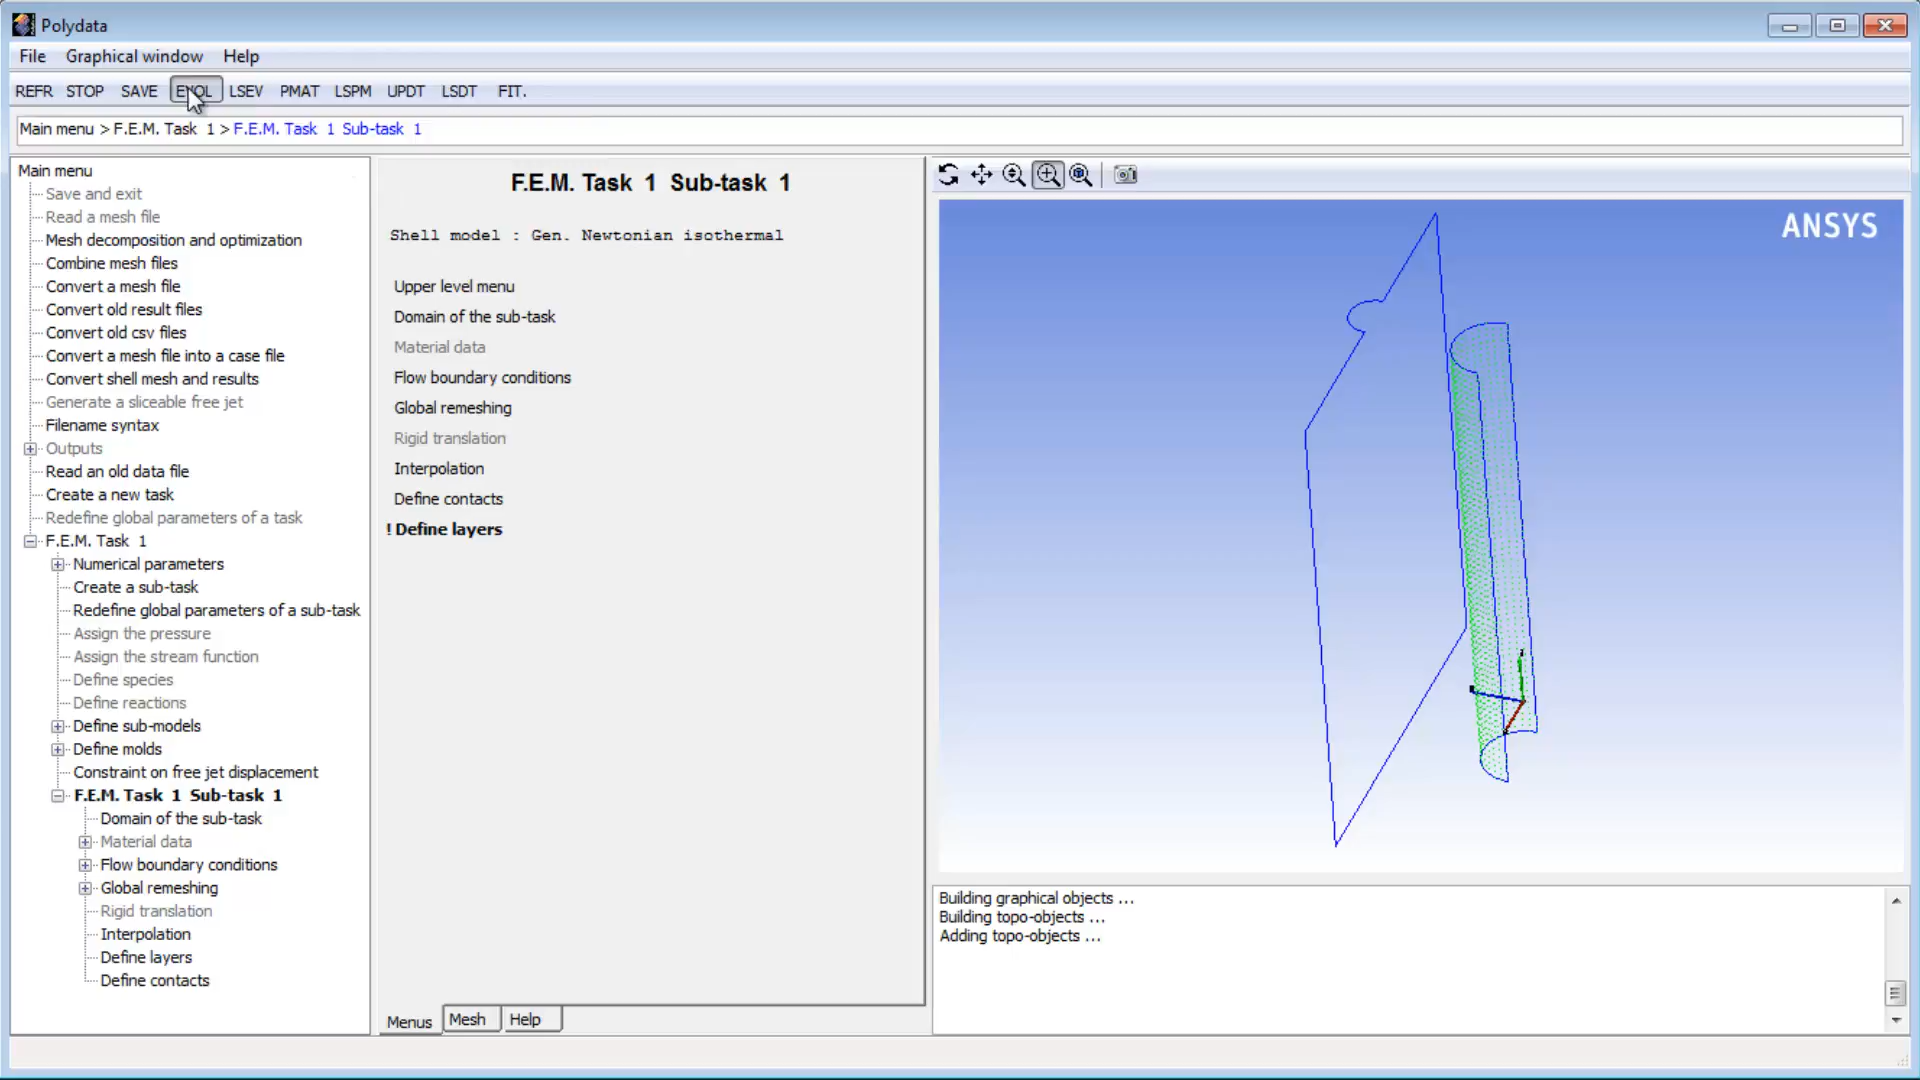 Polydata
File Graphical window Help
REFR STOP SAVE EVOL LSEV PMAT LSPM UPDT LSDT FIT.
Main menu > F.E.M. Task 1 > F.E.M. Task 1 Sub-task 1
Main menu
Save and exit
Read a mesh file
Mesh decomposition and optimization
Combine mesh files
Convert a mesh file
Convert old result files
Convert old csv files
Convert a mesh file into a case file
Convert shell mesh and results
Generate a sliceable free jet
Filename syntax
Outputs
Read an old data file
Create a new task
Redefine global parameters of a task
F.E.M. Task 1
Numerical parameters
Create a sub-task
Redefine global parameters of a sub-task
Assign the pressure
Assign the stream function
Define species
Define reactions
Define sub-models
Define molds
Constraint on free jet displacement
F.E.M. Task 1 Sub-task 1
Domain of the sub-task
Material data
Flow boundary conditions
Global remeshing
Rigid translation
Interpolation
Define layers
Define contacts
F.E.M. Task 1 Sub-task 1
Shell model : Gen. Newtonian isothermal
Upper level menu
Domain of the sub-task
Material data
Flow boundary conditions
Global remeshing
Rigid translation
Interpolation
Define contacts
! Define layers
Menus Mesh Help
ANSYS
Building graphical objects ...
Building topo-objects ...
Adding topo-objects ...